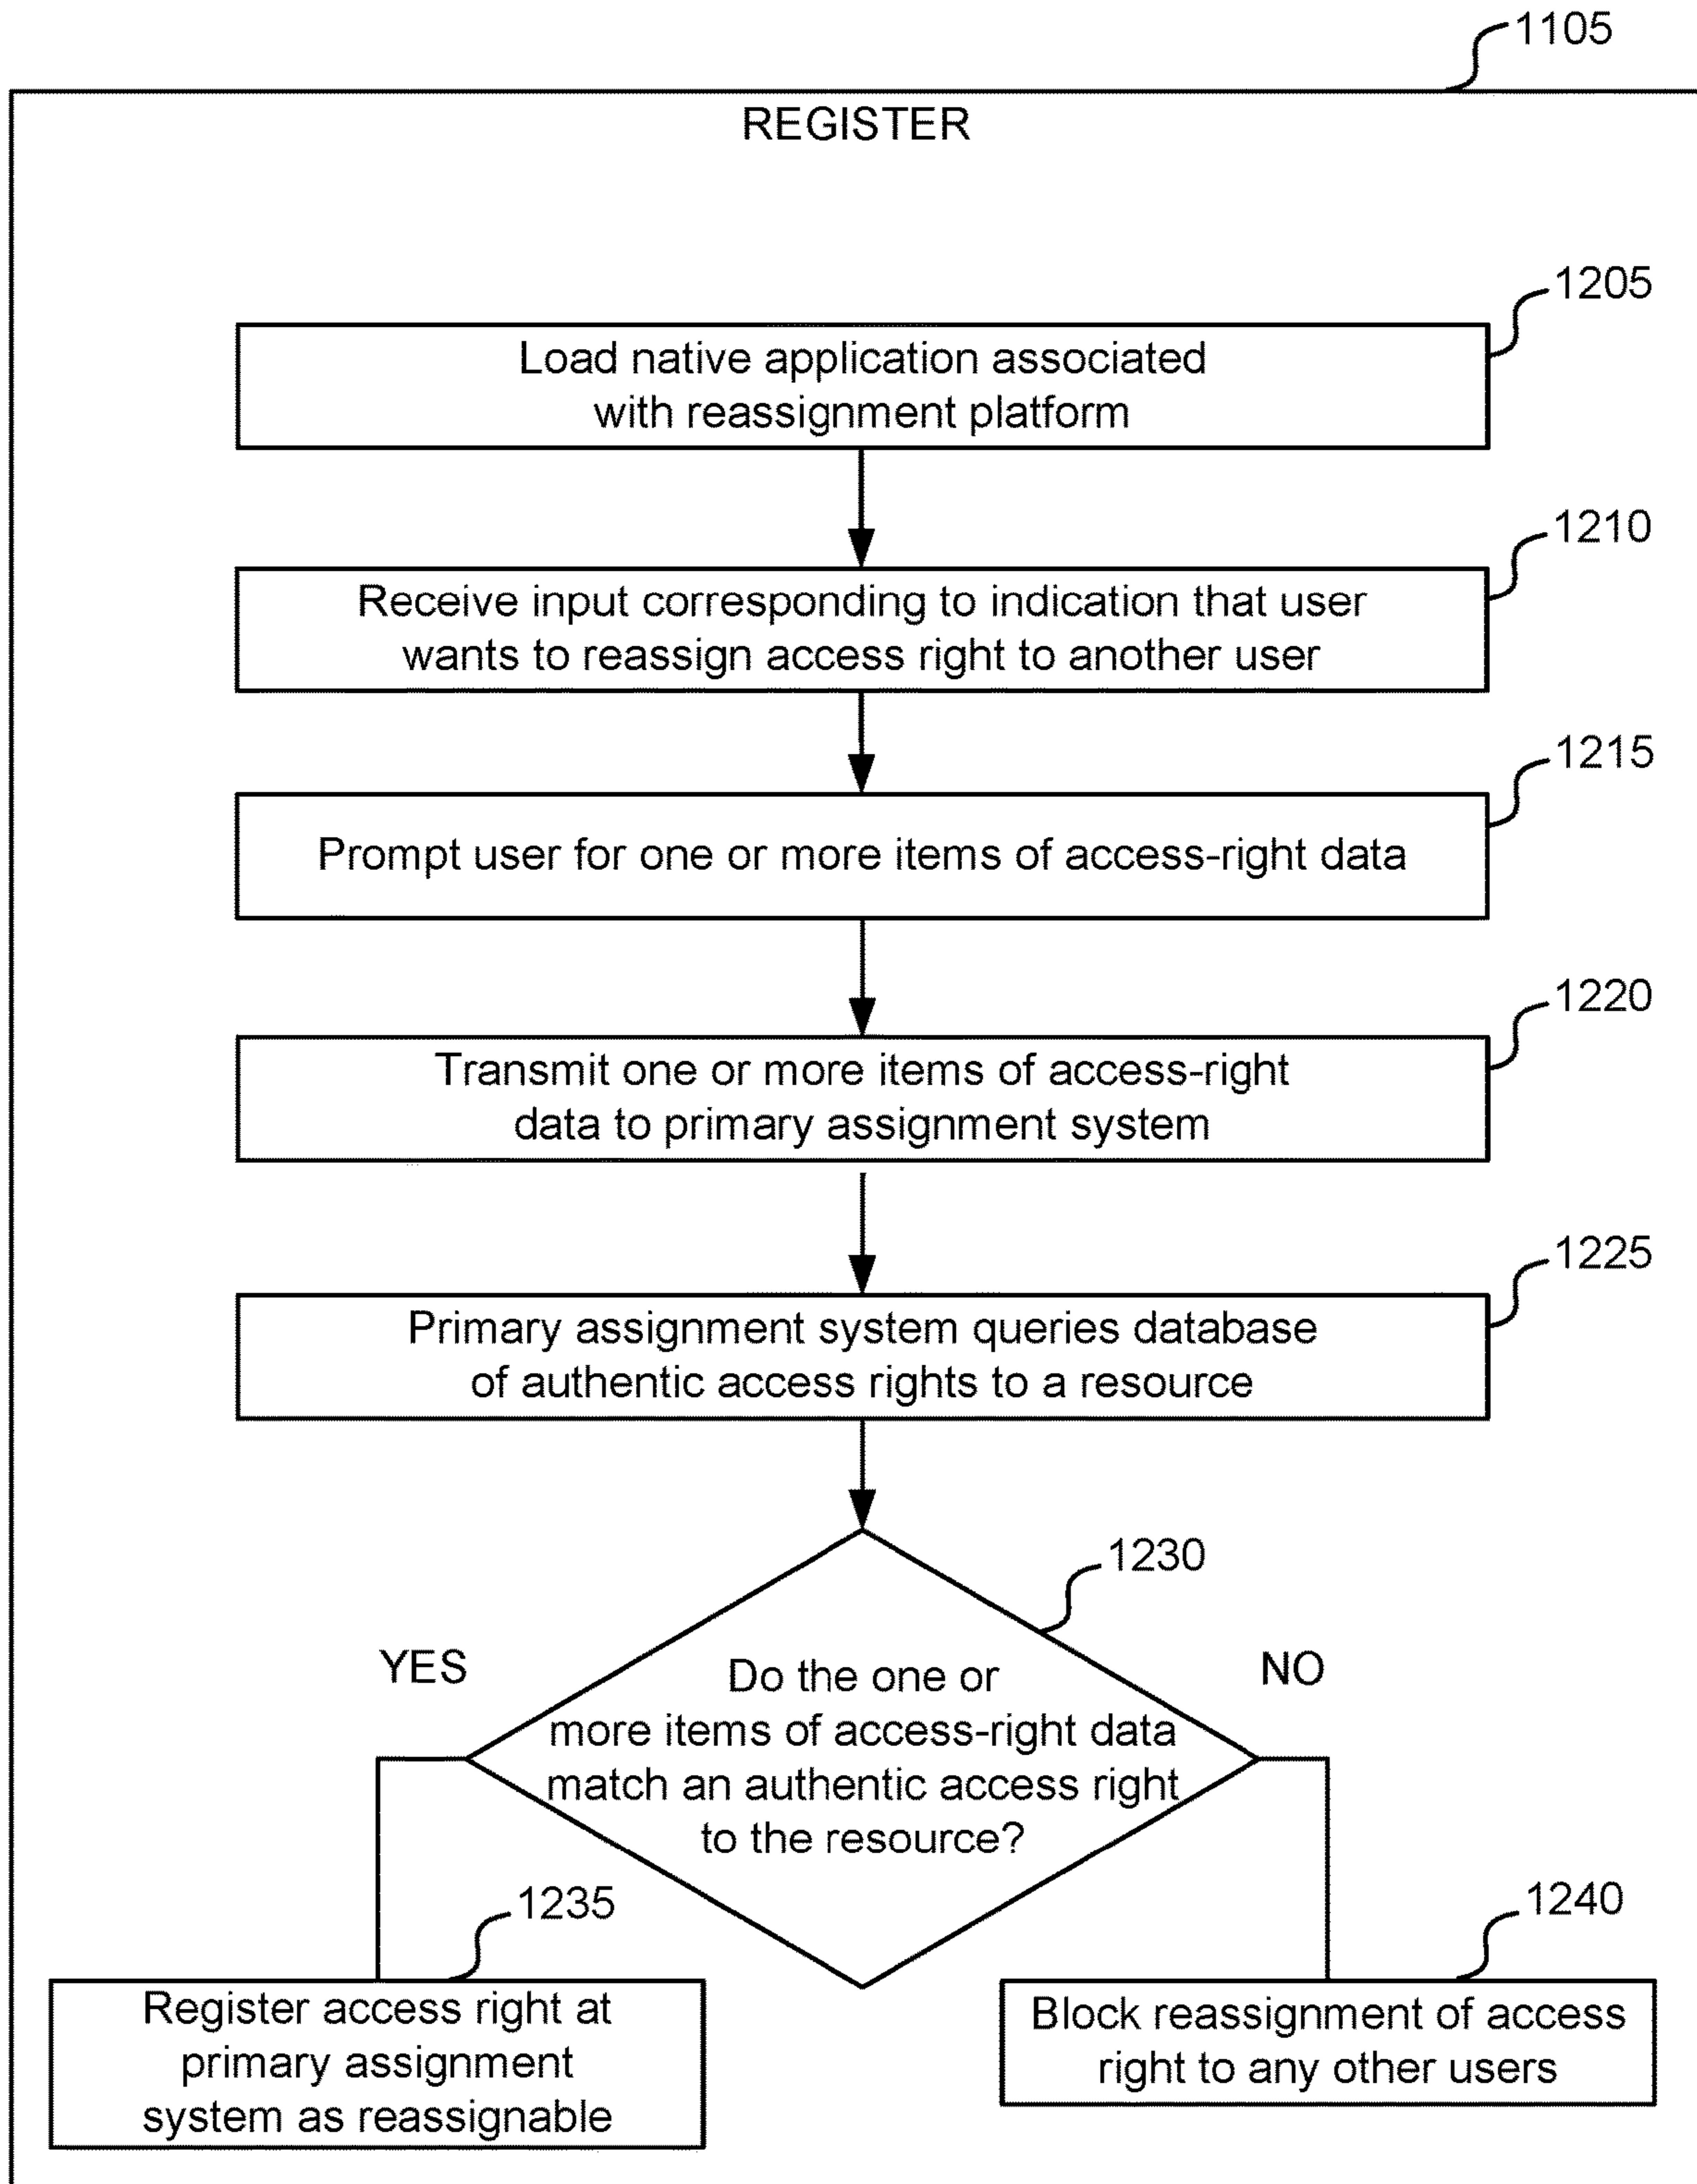 1105
REGISTER
1205
Load native application associated
with reassignment platform
1210
Receive input corresponding to indication that user
wants to reassign access right to another user
1215
Prompt user for one or more items of access-right data
1220
Transmit one or more items of access-right
data to primary assignment system
1225
Primary assignment system queries database
of authentic access rights to a resource
1230
YES
NO
Do the one or
more items of access-right data
match an authentic access right
to the resource?
1235
Register access right at
primary assignment
system as reassignable
1240
Block reassignment of access
right to any other users